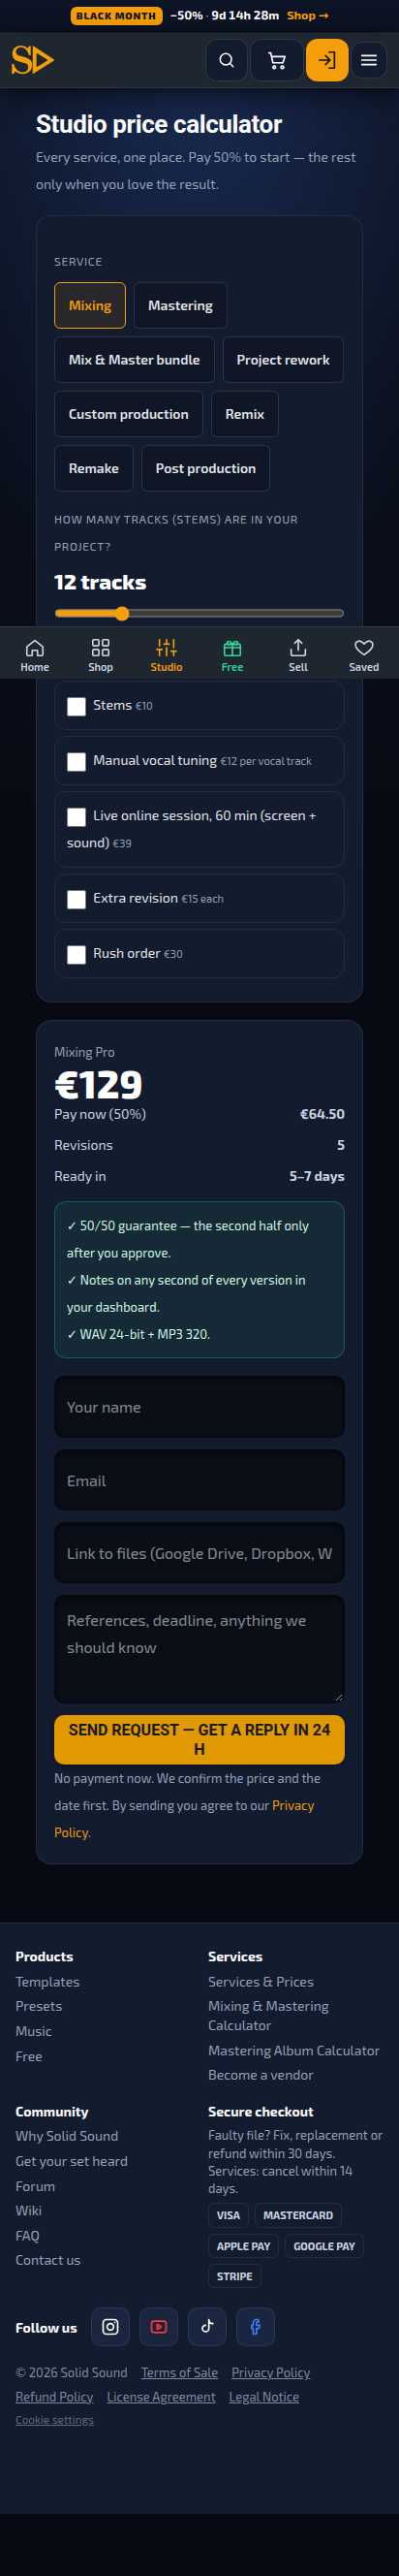 BLACK MONTH −50% · 9d 14h 28m Shop →
Studio price calculator
Every service, one place. Pay 50% to start — the rest
only when you love the result.
SERVICE
Mixing Mastering
Mix & Master bundle Project rework
Custom production Remix
Remake Post production
HOW MANY TRACKS (STEMS) ARE IN YOUR
PROJECT?
12 tracks
Home Shop Studio Free Sell Saved
Stems €10
Manual vocal tuning €12 per vocal track
Live online session, 60 min (screen +
sound) €39
Extra revision €15 each
Rush order €30
Mixing Pro
€129
Pay now (50%) €64.50
Revisions 5
Ready in 5–7 days
✓ 50/50 guarantee — the second half only
after you approve.
✓ Notes on any second of every version in
your dashboard.
✓ WAV 24-bit + MP3 320.
Your name
Email
Link to files (Google Drive, Dropbox, W
References, deadline, anything we
should know
SEND REQUEST — GET A REPLY IN 24
H
No payment now. We confirm the price and the
date first. By sending you agree to our Privacy
Policy.
Products
Templates
Presets
Music
Free
Services
Services & Prices
Mixing & Mastering
Calculator
Mastering Album Calculator
Become a vendor
Community
Why Solid Sound
Get your set heard
Forum
Wiki
FAQ
Contact us
Secure checkout
Faulty file? Fix, replacement or
refund within 30 days.
Services: cancel within 14
days.
VISA MASTERCARD
APPLE PAY GOOGLE PAY
STRIPE
Follow us
© 2026 Solid Sound Terms of Sale Privacy Policy
Refund Policy License Agreement Legal Notice
Cookie settings